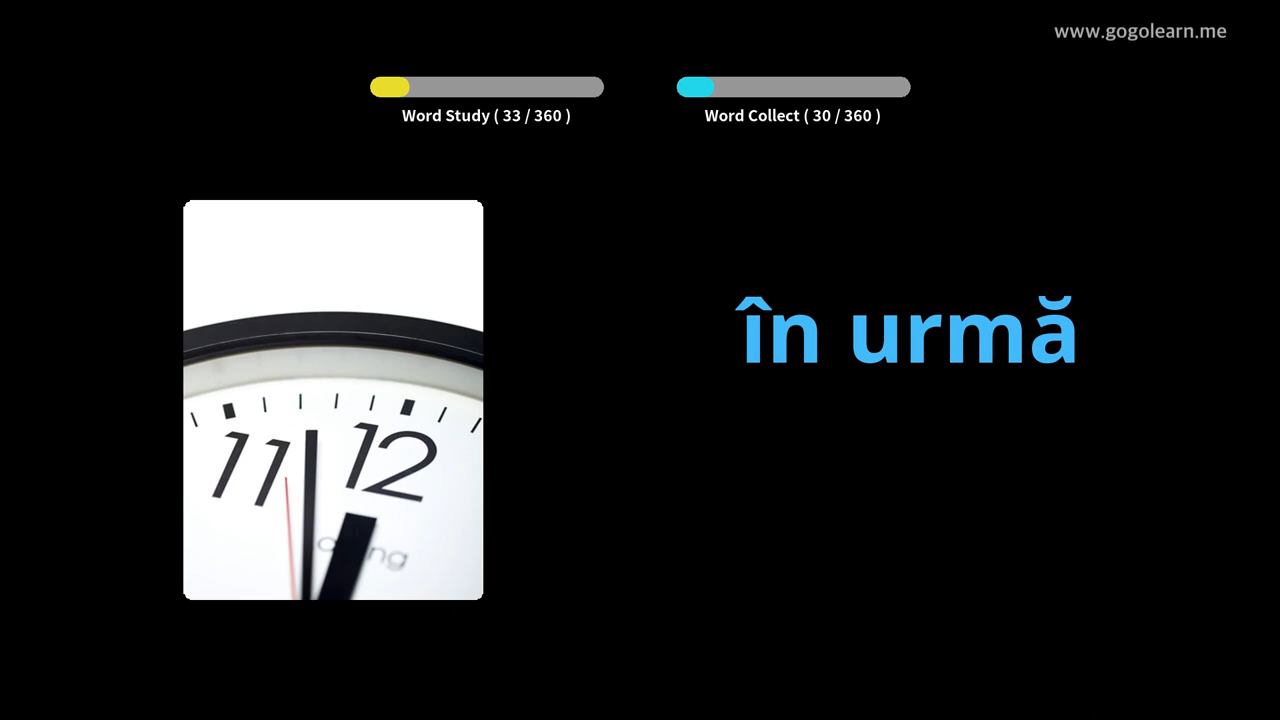 www.gogolearn.me
Word Study ( 33 / 360 )
Word Collect ( 30 / 360 )
în urmă
11
12